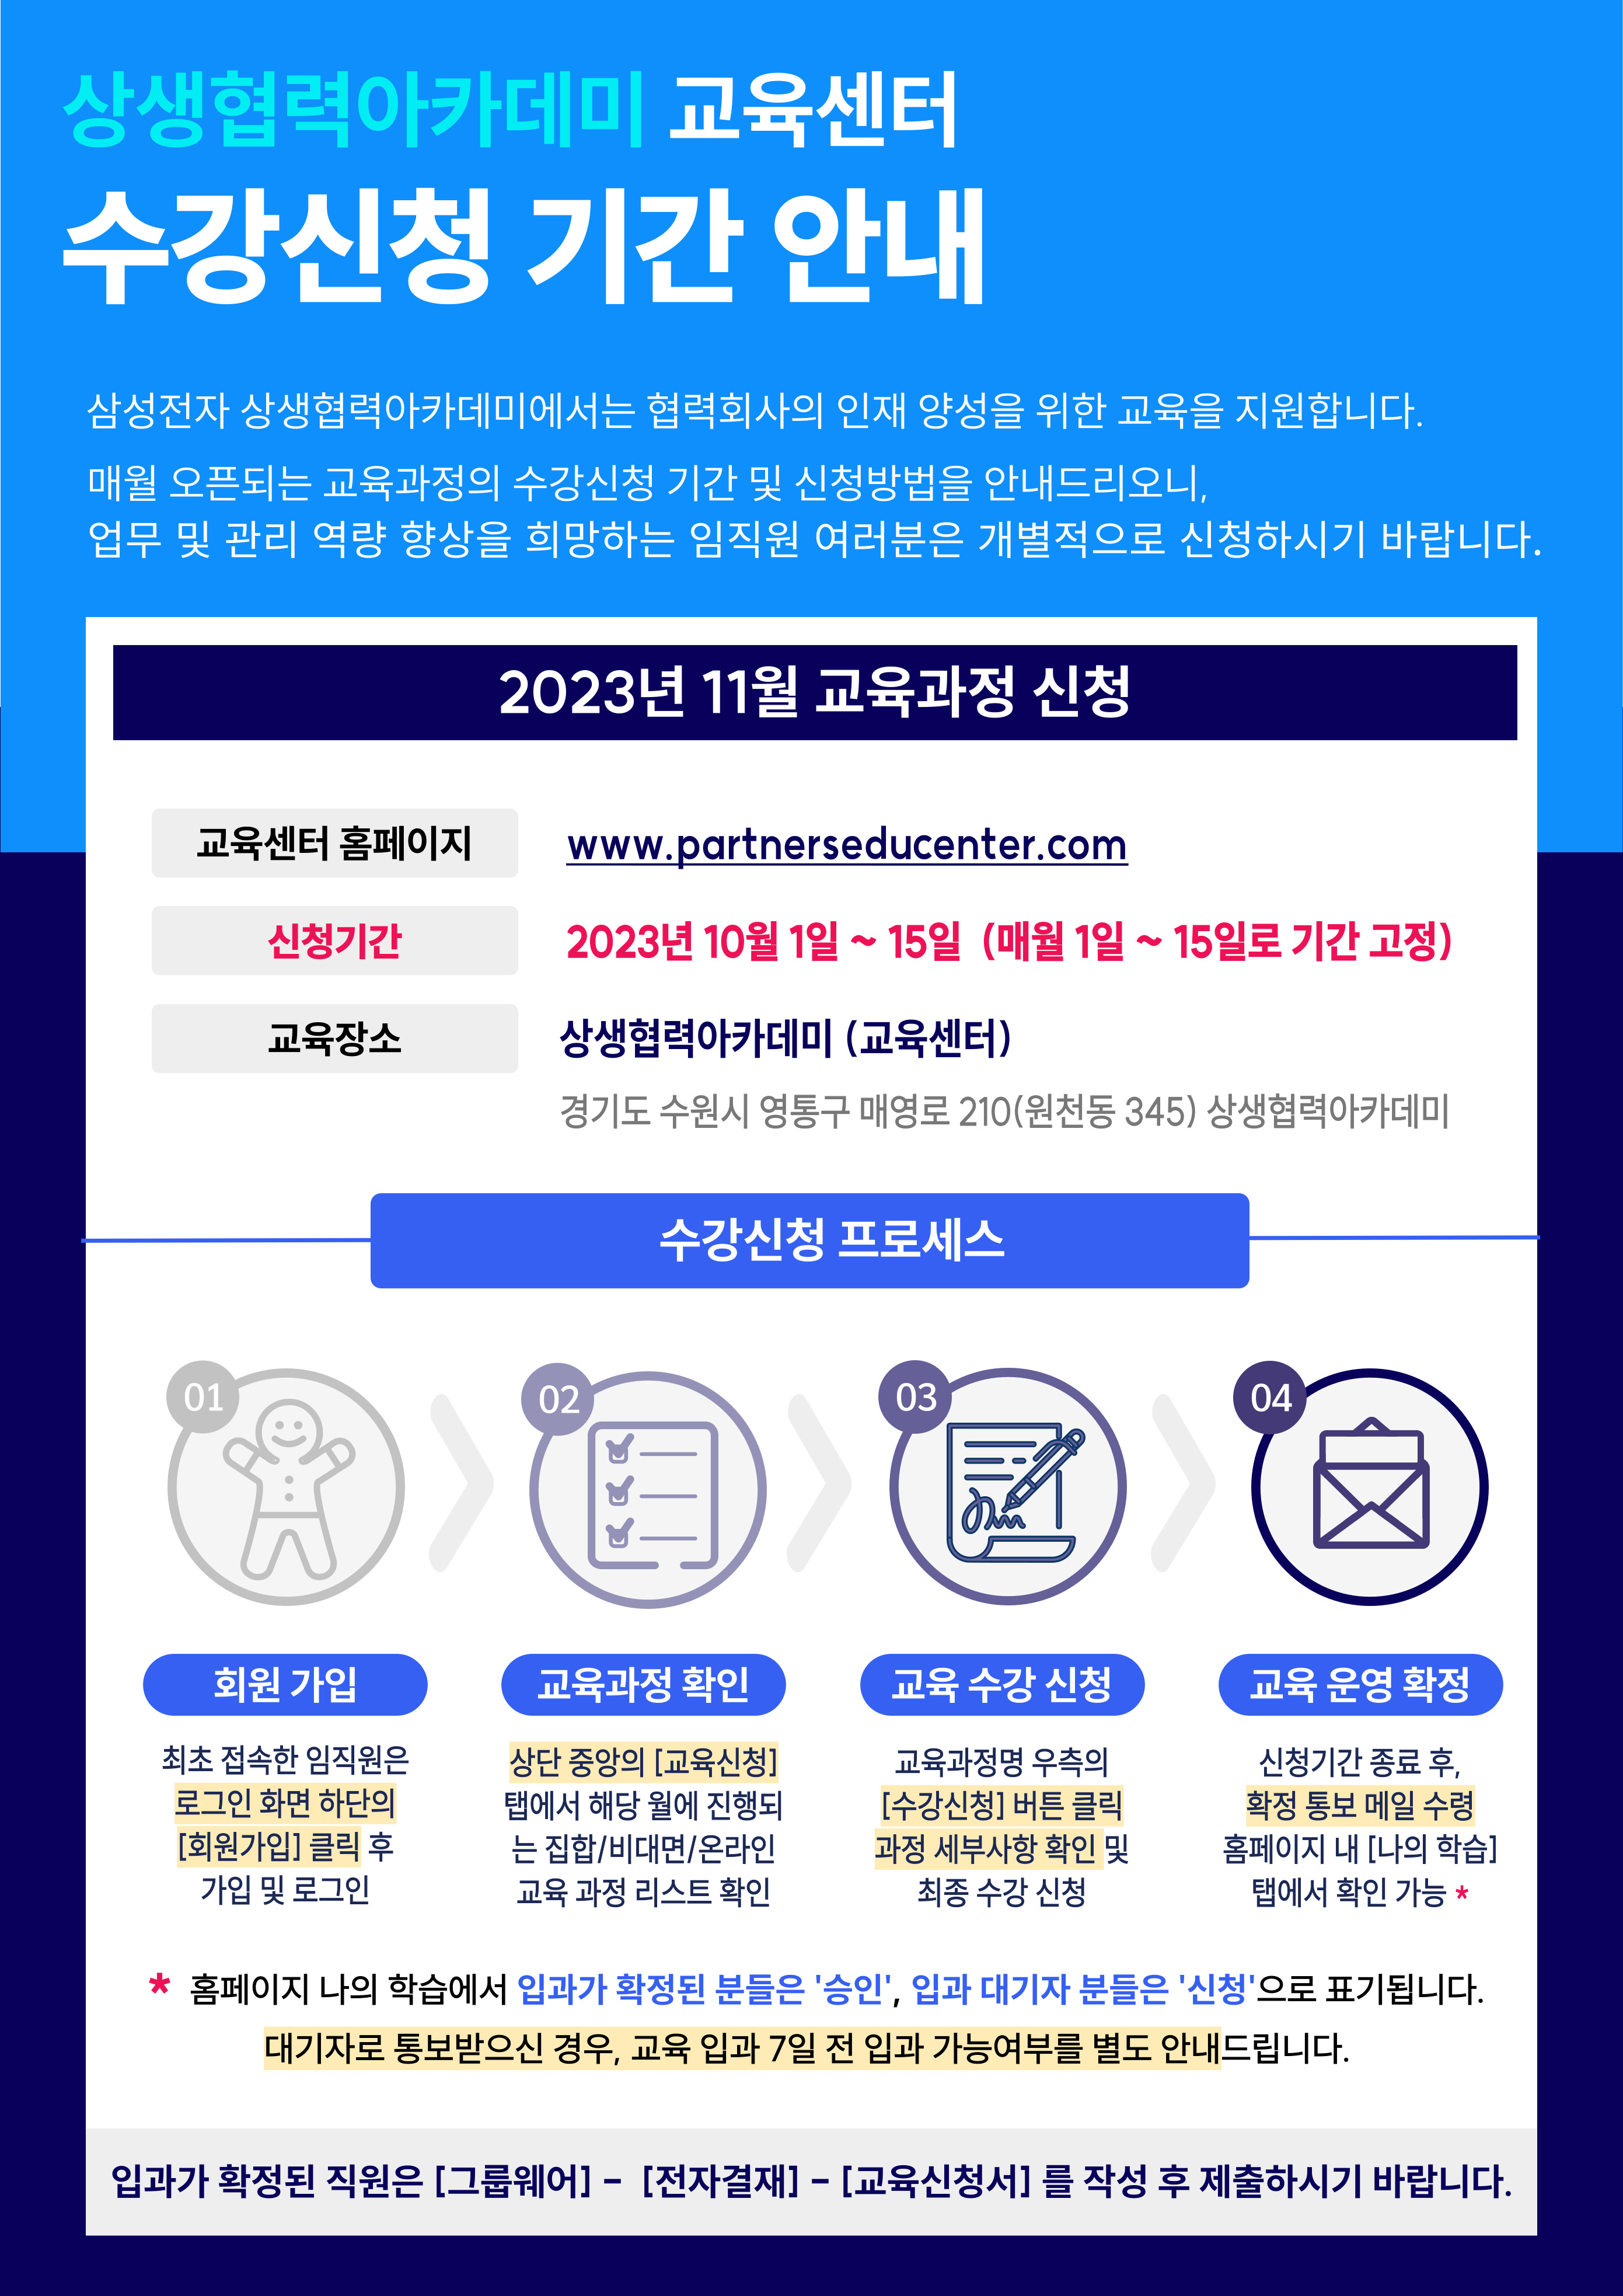 상생협력아카데미 교육센터
수강신청 기간 안내
삼성전자 상생협력아카데미에서는 협력회사의 인재 양성을 위한 교육을 지원합니다.
매월 오픈되는 교육과정의 수강신청 기간 및 신청방법을 안내드리오니,
업무 및 관리 역량 향상을 희망하는 임직원 여러분은 개별적으로 신청하시기 바랍니다.
2023년 11월 교육과정 신청
교육센터 홈페이지 www.partnerseducenter.com
신청기간 2023년 10월 1일 ~ 15일 (매월 1일 ~ 15일로 기간 고정)
교육장소 상생협력아카데미 (교육센터)
경기도 수원시 영통구 매영로 210(원천동 345) 상생협력아카데미
수강신청 프로세스
01
회원 가입
최초 접속한 임직원은
로그인 화면 하단의
[회원가입] 클릭 후
가입 및 로그인
02
교육과정 확인
상단 중앙의 [교육신청]
탭에서 해당 월에 진행되
는 집합/비대면/온라인
교육 과정 리스트 확인
03
교육 수강 신청
교육과정명 우측의
[수강신청] 버튼 클릭
과정 세부사항 확인 및
최종 수강 신청
04
교육 운영 확정
신청기간 종료 후,
확정 통보 메일 수령
홈페이지 내 [나의 학습]
탭에서 확인 가능 *
* 홈페이지 나의 학습에서 입과가 확정된 분들은 '승인', 입과 대기자 분들은 '신청'으로 표기됩니다.
대기자로 통보받으신 경우, 교육 입과 7일 전 입과 가능여부를 별도 안내드립니다.
입과가 확정된 직원은 [그룹웨어] - [전자결재] - [교육신청서] 를 작성 후 제출하시기 바랍니다.